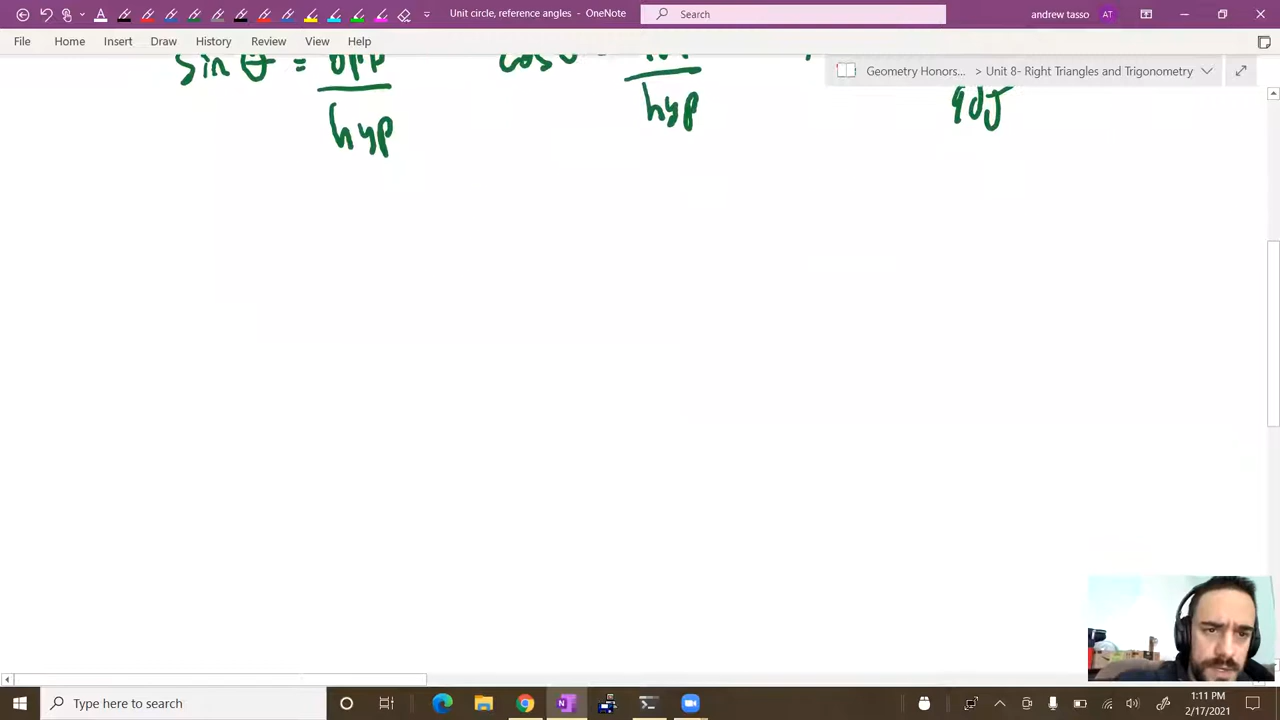 Unit circle, reference angles - OneNote
Search
andrew tasso
AT
File Home Insert Draw History Review View Help
Geometry Honors... > Unit 8- Right Triangles and Trigonometry
sin θ = opp
hyp
cos
hyp
adj
Type here to search
1:11 PM
2/17/2021